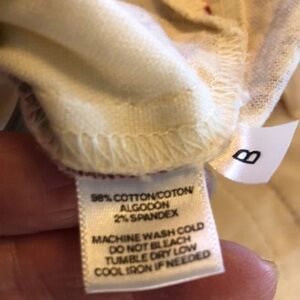 98% COTTON/COTON/
ALGODON
2% SPANDEX
MACHINE WASH COLD
DO NOT BLEACH
TUMBLE DRY LOW
COOL IRON IF NEEDED
B